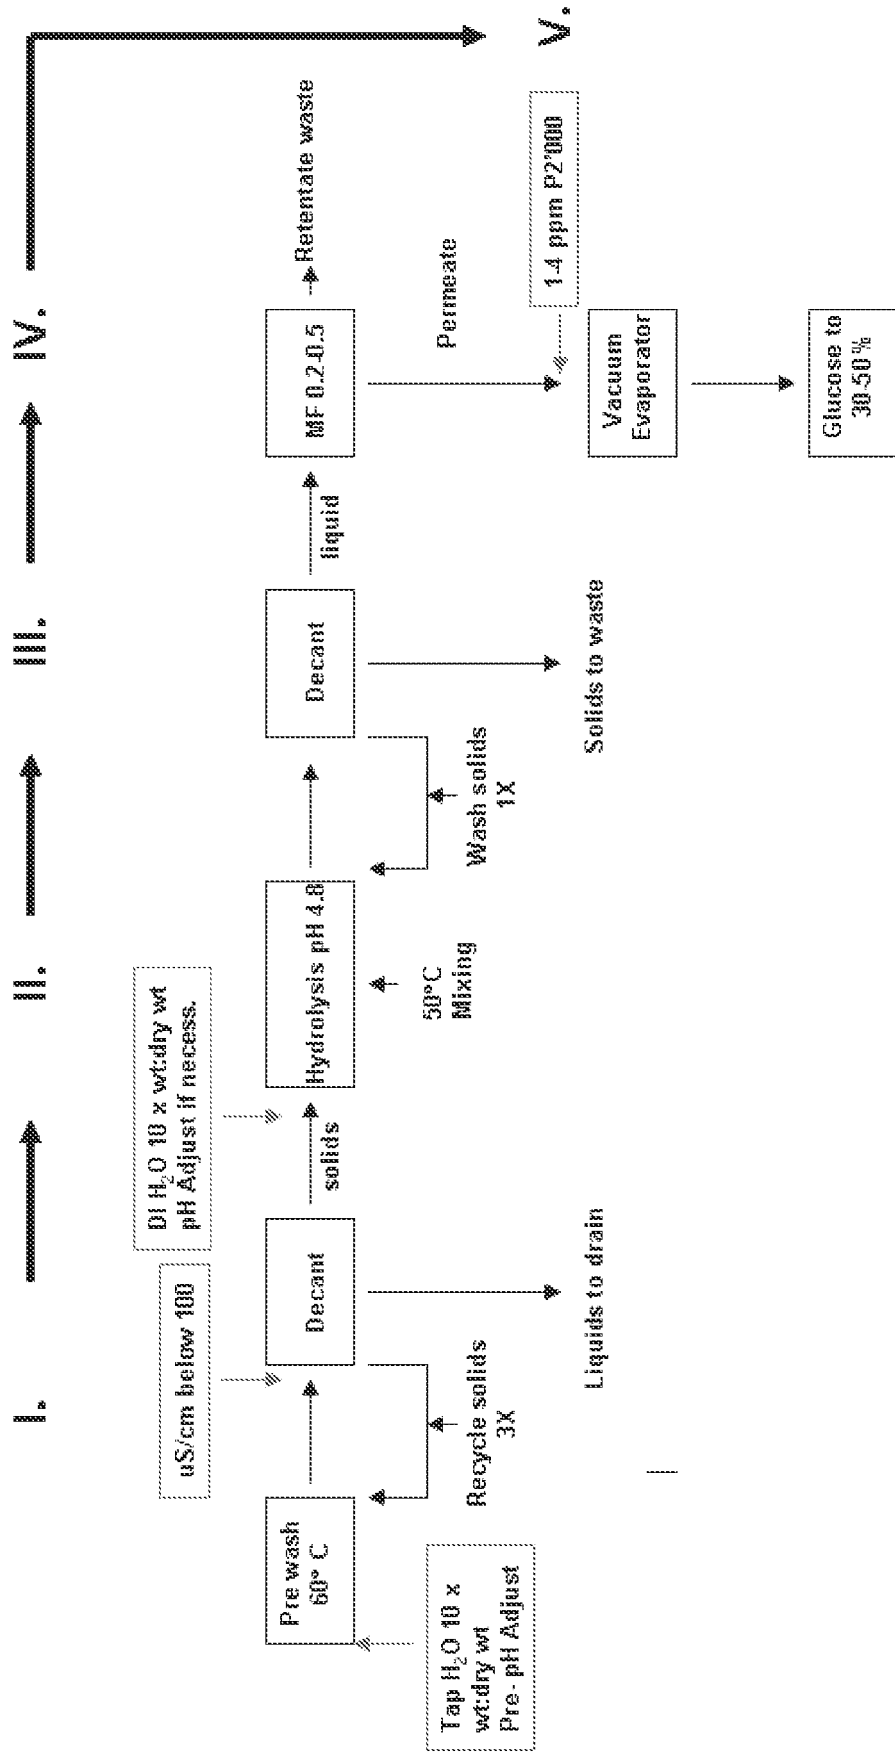 I.
II.
III.
IV.
V.
uS/cm below 100
DI H₂O 10 x wt:dry wt
pH Adjust if necess.
Pre wash
60° C
Decant
solids
Hydrolysis pH 4.8
Decant
liquid
MF 0.2-0.5
Retentate waste
Tap H₂O 10 x
wt:dry wt
Pre- pH Adjust
Recycle solids
3X
Liquids to drain
50°C
Mixing
Wash solids
1X
Solids to waste
Permeate
1-4 ppm P2'000
Vacuum
Evaporator
Glucose to
30-50%